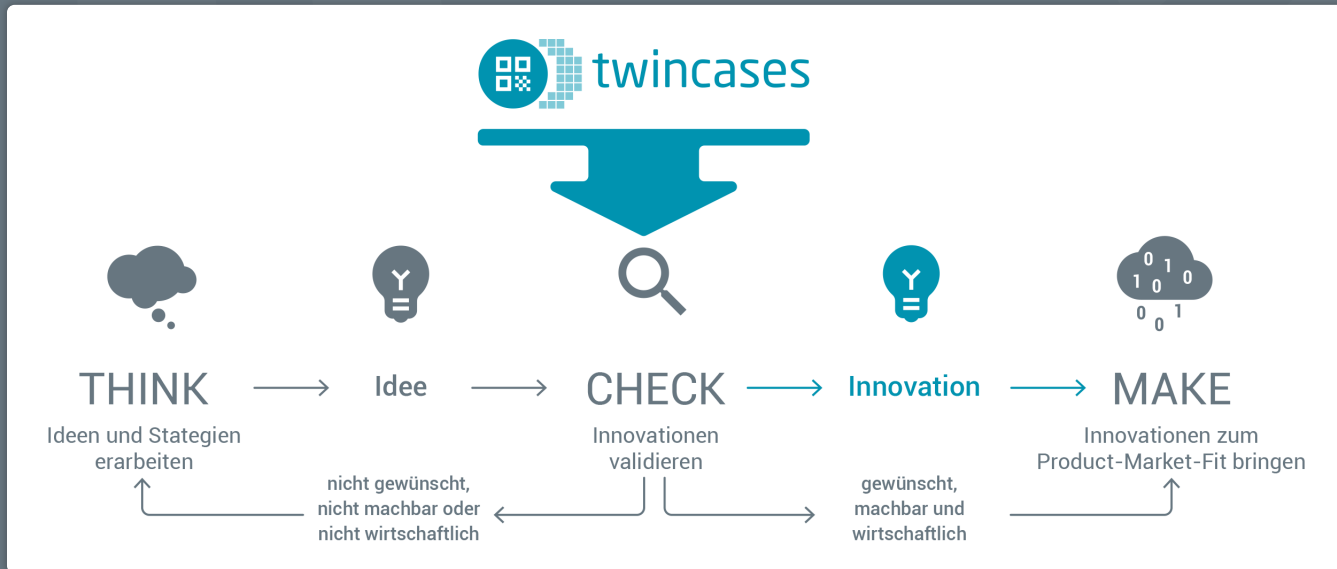 twincases
0 1
1 0 0
0 0 1
THINK
Idee
CHECK
Innovation
MAKE
Ideen und Stategien
erarbeiten
Innovationen
validieren
Innovationen zum
Product-Market-Fit bringen
nicht gewünscht,
nicht machbar oder
nicht wirtschaftlich
gewünscht,
machbar und
wirtschaftlich